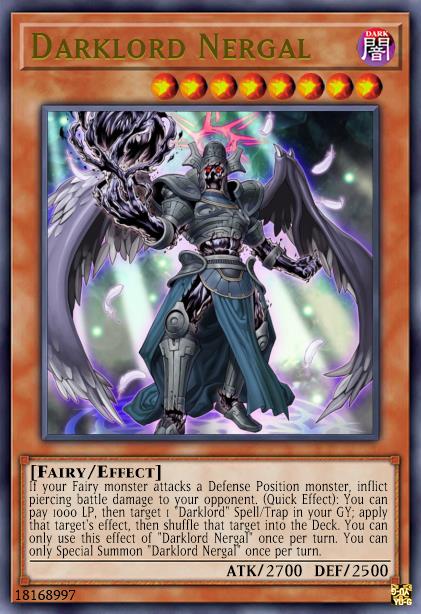 Darklord Nergal
DARK
闇
[Fairy/Effect]
If your Fairy monster attacks a Defense Position monster, inflict
piercing battle damage to your opponent. (Quick Effect): You can
pay 1000 LP, then target 1 "Darklord" Spell/Trap in your GY; apply
that target's effect, then shuffle that target into the Deck. You can
only use this effect of "Darklord Nergal" once per turn. You can
only Special Summon "Darklord Nergal" once per turn.
ATK/2700 DEF/2500
18168997